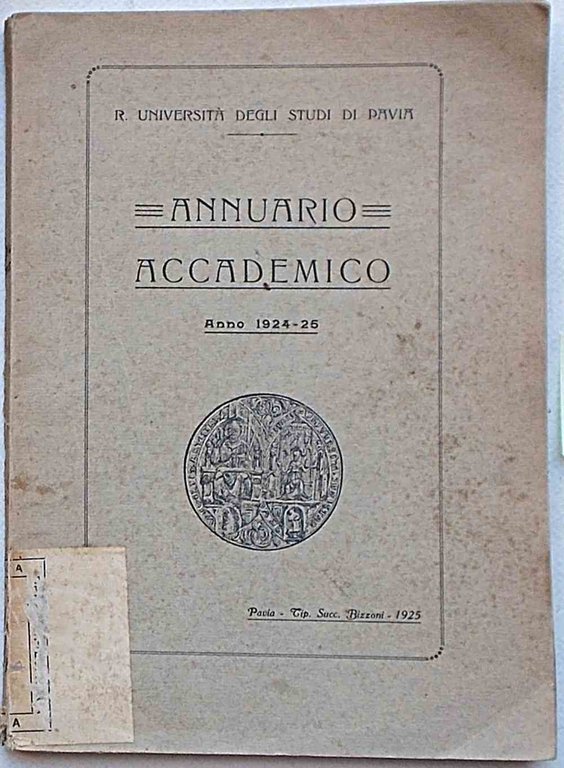 R. UNIVERSITÀ DEGLI STUDI DI PAVIA
ANNUARIO
ACCADEMICO
Anno 1924-25
Pavia - Tip. Succ. Bizzoni - 1925
A
A